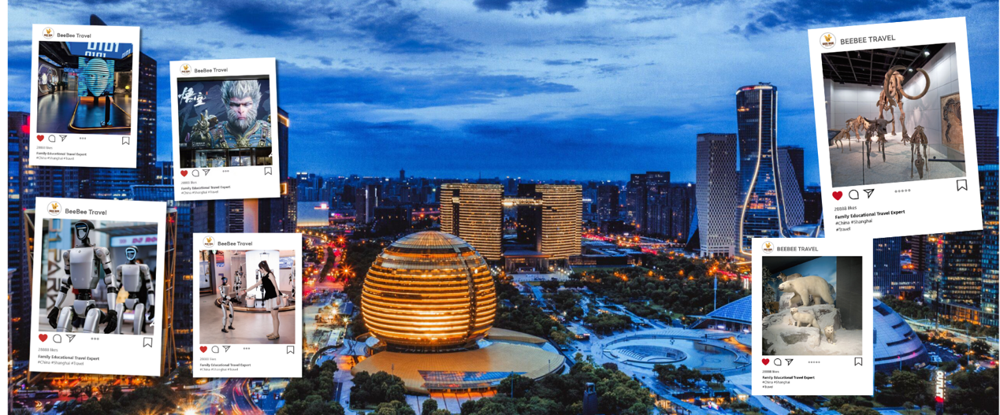 BeeBee Travel
0101
0101
28888 likes
Family Educational Travel Expert
#China #Shanghai #Travel
BeeBee Travel
悟空
28888 likes
Family Educational Travel Expert
#China #Shanghai #Travel
BeeBee Travel
28888 likes
Family Educational Travel Expert
#China #Shanghai #Travel
BeeBee Travel
28888 likes
Family Educational Travel Expert
#China #Shanghai #Travel
BEEBEE TRAVEL
28888 likes
Family Educational Travel Expert
#China #Shanghai
#Travel
BEEBEE TRAVEL
28888 likes
Family Educational Travel Expert
#China #Shanghai
#Travel